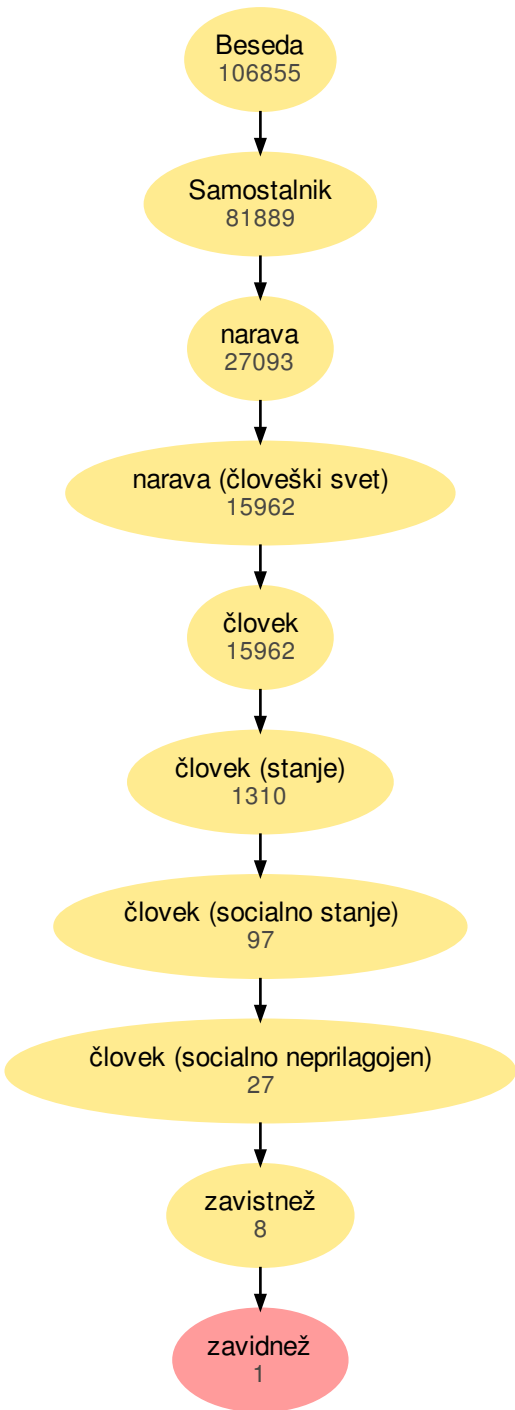 Beseda
106855
Samostalnik
81889
narava
27093
narava (človeški svet)
15962
človek
15962
človek (stanje)
1310
človek (socialno stanje)
97
človek (socialno neprilagojen)
27
zavistnež
8
zavidnež
1